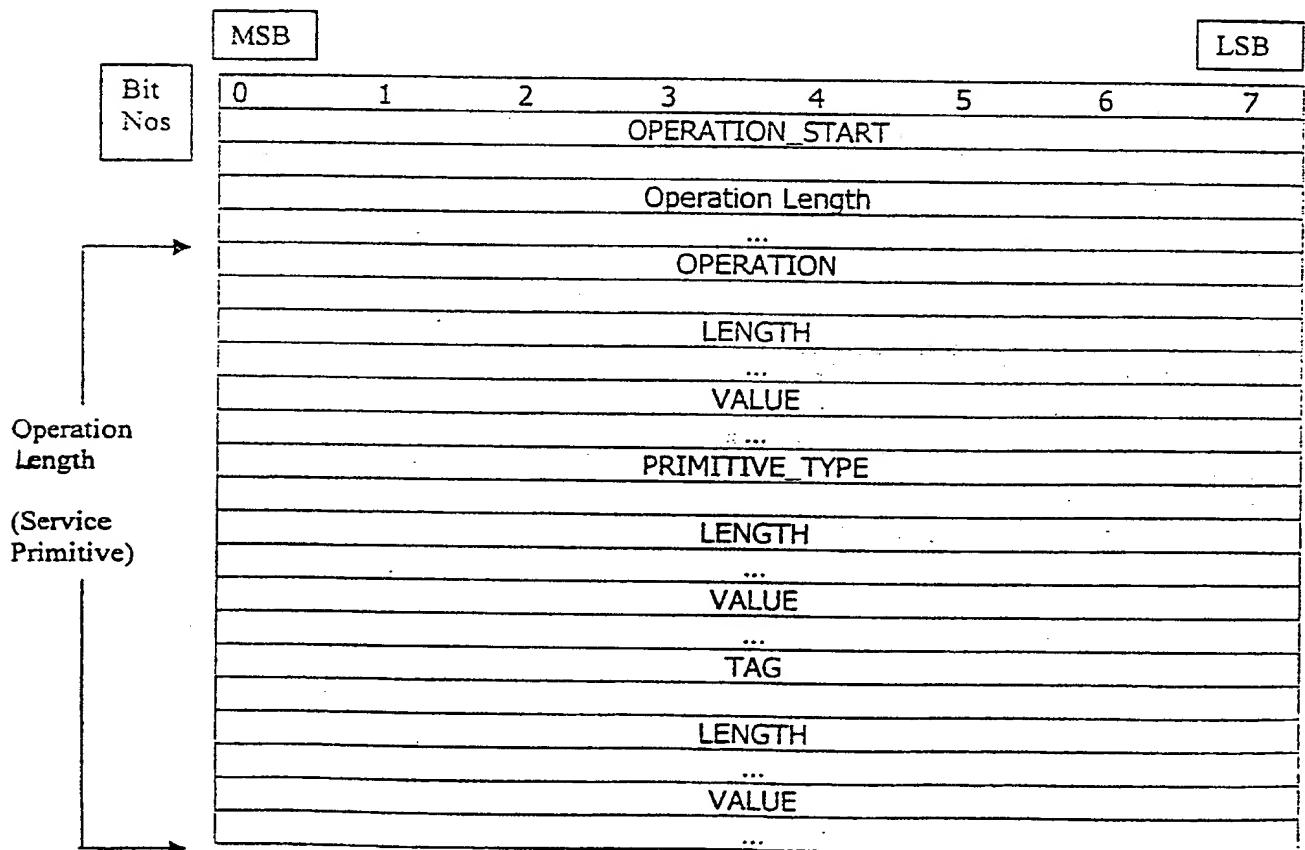 MSB
LSB
Bit
Nos
0 1 2 3 4 5 6 7
OPERATION_START
Operation Length
...
OPERATION
LENGTH
...
VALUE
...
PRIMITIVE_TYPE
LENGTH
...
VALUE
...
TAG
LENGTH
...
VALUE
...
Operation
Length
(Service
Primitive)